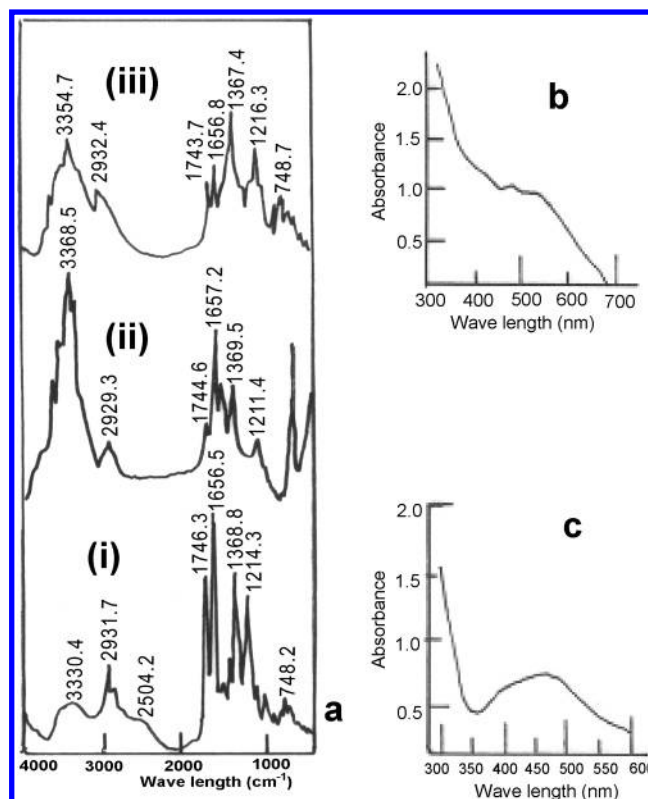 (iii)
3354.7
2932.4
1743.7
1656.8
1367.4
1216.3
748.7
(ii)
3368.5
2929.3
1744.6
1657.2
1369.5
1211.4
(i)
3330.4
2931.7
2504.2
1746.3
1656.5
1368.8
1214.3
748.2
a
4000 3000 2000 1000
Wave length (cm⁻¹)
b
Absorbance
2.0
1.5
1.0
0.5
300 400 500 600 700
Wave length (nm)
c
Absorbance
2.0
1.5
1.0
0.5
300 350 400 450 500 550 600
Wave length (nm)